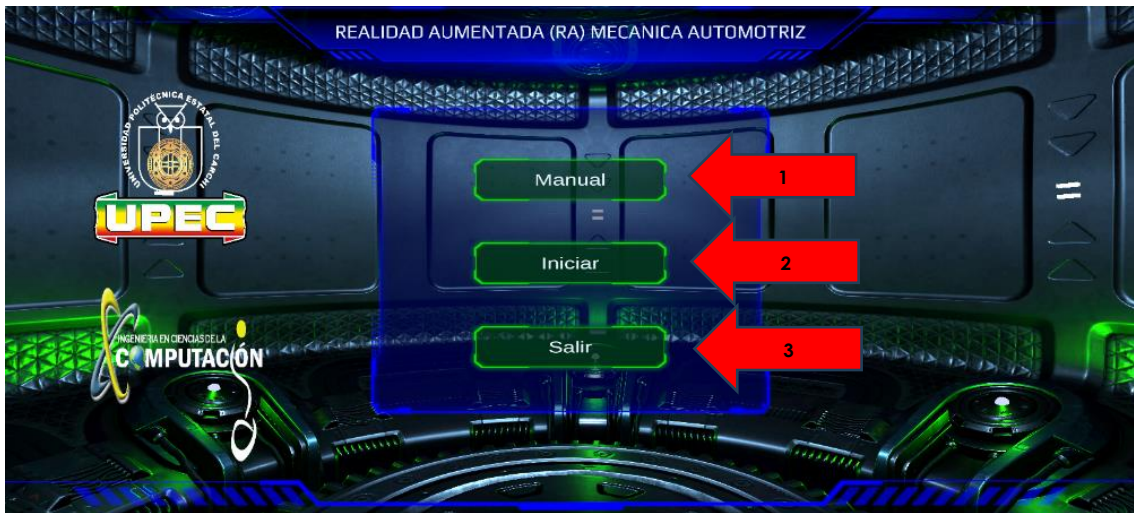 REALIDAD AUMENTADA (RA) MECANICA AUTOMOTRIZ
UNIVERSIDAD POLITÉCNICA ESTATAL DEL CARCHI
UPEC
Manual
1
Iniciar
2
INGENIERIA EN CIENCIAS DE LA
COMPUTACIÓN
Salir
3